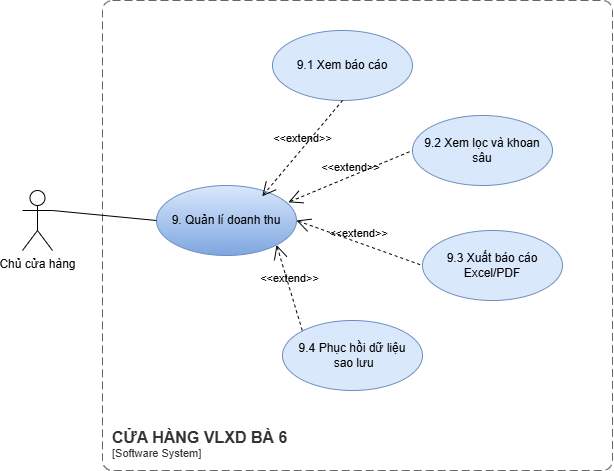 9.1 Xem báo cáo
<<extend>>
9.2 Xem lọc và khoan
sâu
<<extend>>
9. Quản lí doanh thu
<<extend>>
Chủ cửa hàng
9.3 Xuất báo cáo
Excel/PDF
<<extend>>
9.4 Phục hồi dữ liệu
sao lưu
CỬA HÀNG VLXD BÀ 6
[Software System]